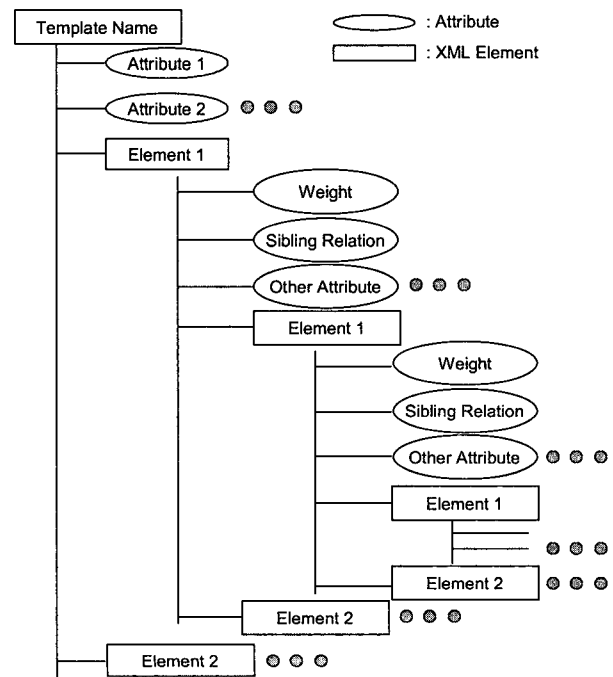 Template Name
: Attribute
: XML Element
Attribute 1
Attribute 2
Element 1
Weight
Sibling Relation
Other Attribute
Element 1
Weight
Sibling Relation
Other Attribute
Element 1
Element 2
Element 2
Element 2